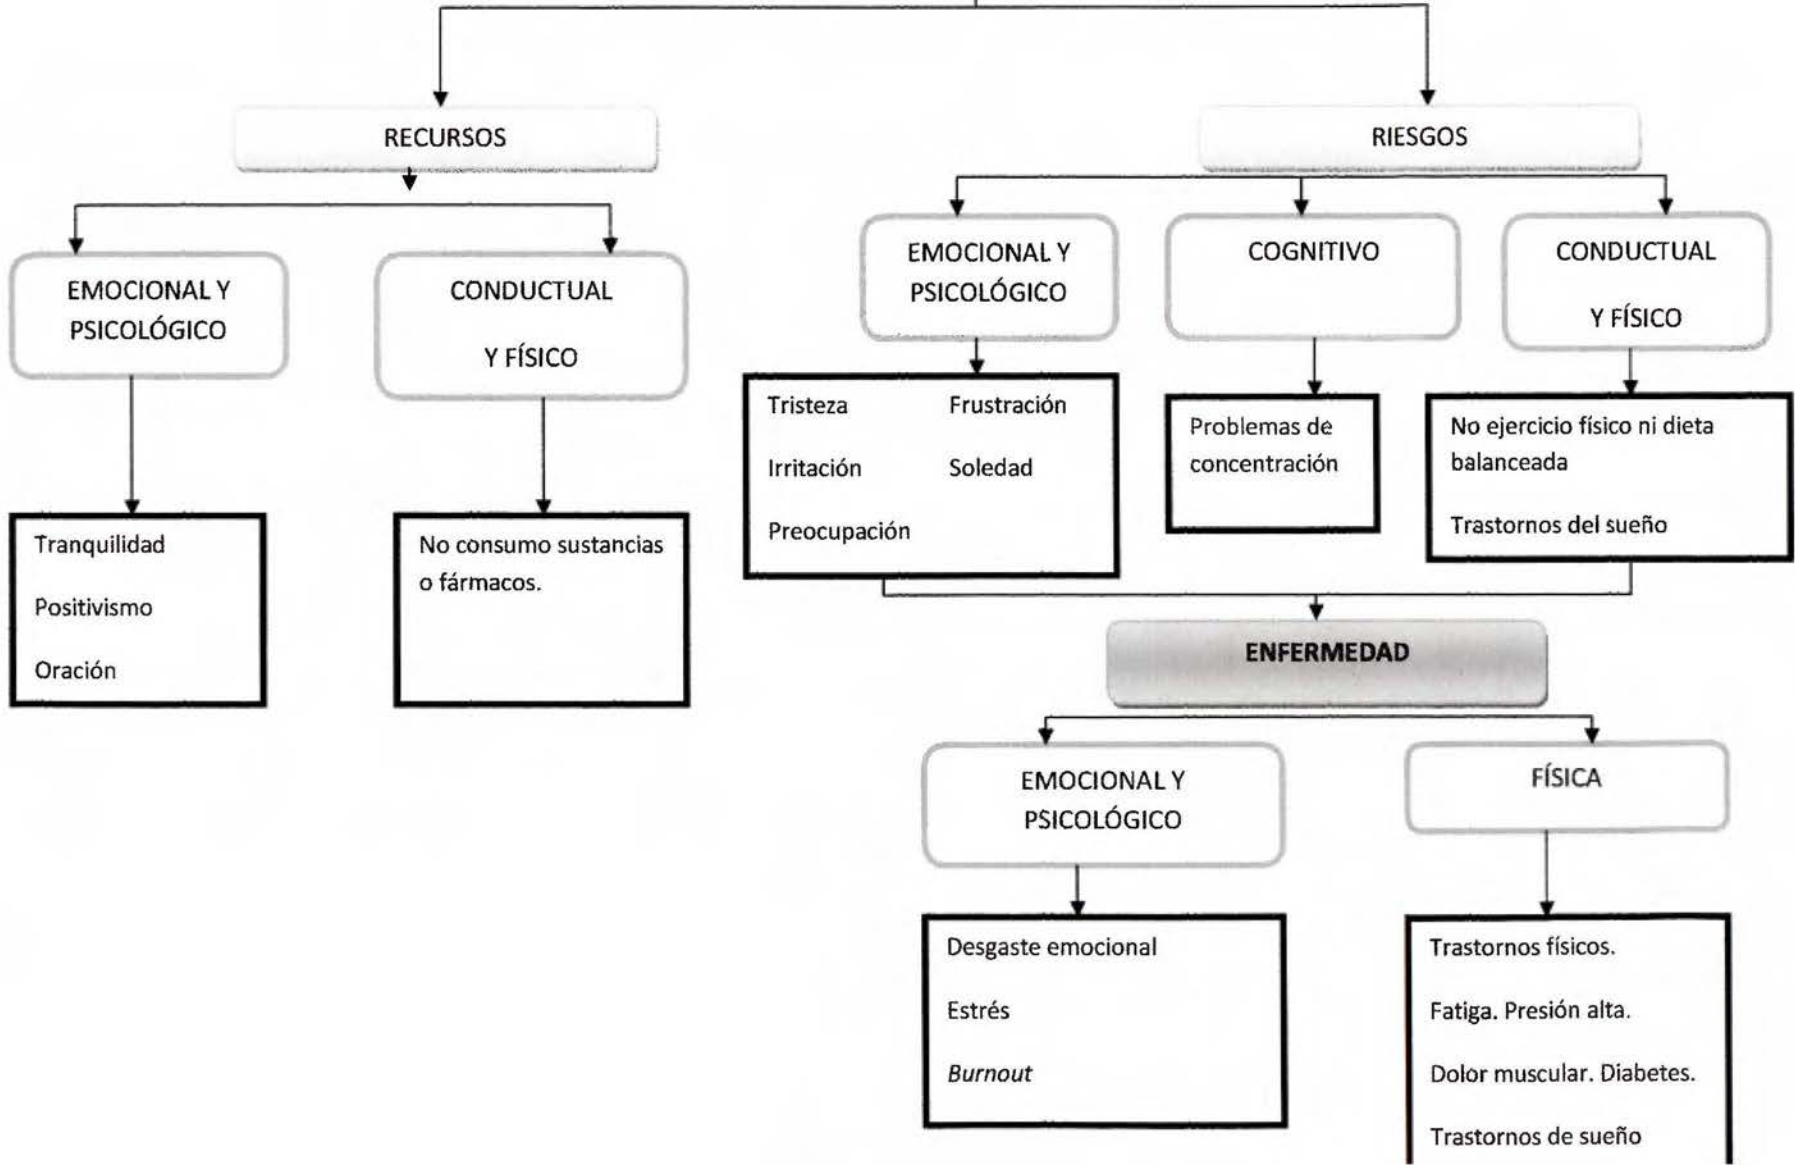 RECURSOS
RIESGOS
EMOCIONAL Y
PSICOLÓGICO
CONDUCTUAL
Y FÍSICO
EMOCIONAL Y
PSICOLÓGICO
COGNITIVO
CONDUCTUAL
Y FÍSICO
Tranquilidad
Positivismo
Oración
No consumo sustancias
o fármacos.
Tristeza Frustración
Irritación Soledad
Preocupación
Problemas de
concentración
No ejercicio físico ni dieta
balanceada
Trastornos del sueño
ENFERMEDAD
EMOCIONAL Y
PSICOLÓGICO
FÍSICA
Desgaste emocional
Estrés
Burnout
Trastornos físicos.
Fatiga. Presión alta.
Dolor muscular. Diabetes.
Trastornos de sueño